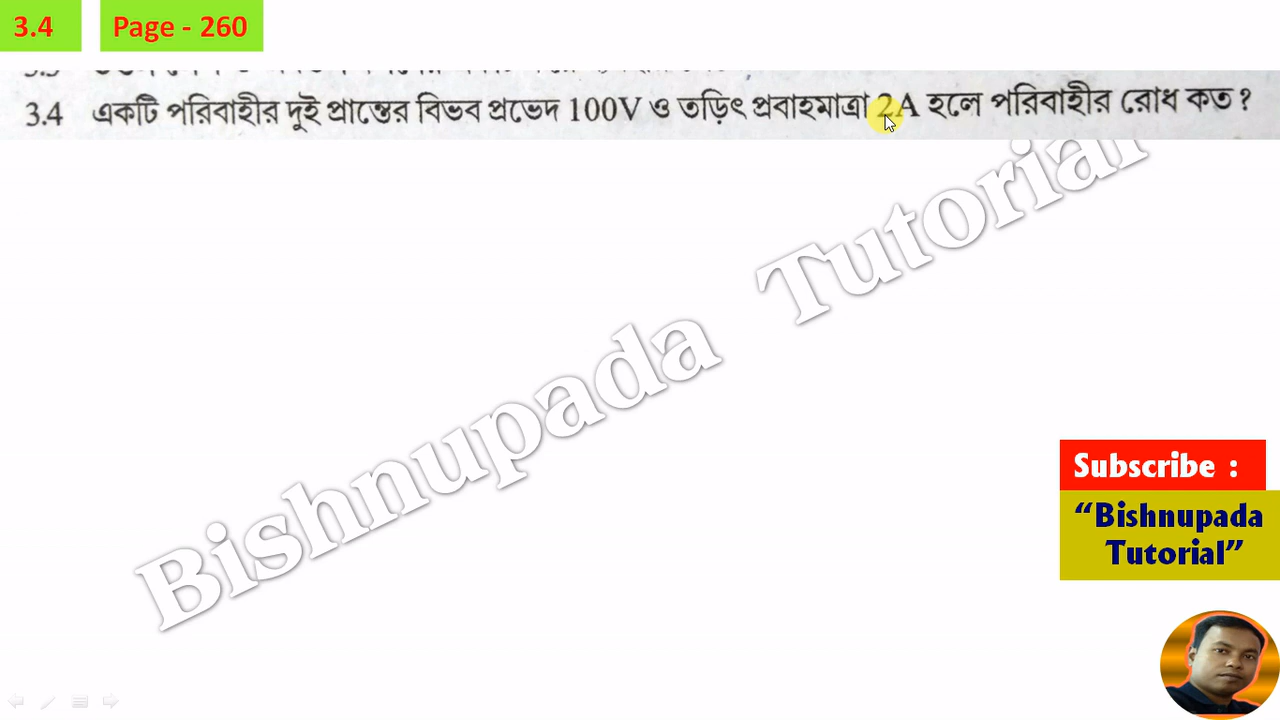 3.4 Page - 260
3.4 একটি পরিবাহীর দুই প্রান্তের বিভব প্রভেদ 100V ও তড়িৎ প্রবাহমাত্রা 2A হলে পরিবাহীর রোধ কত ?
Bishnupada Tutorial
Subscribe :
“Bishnupada
Tutorial”